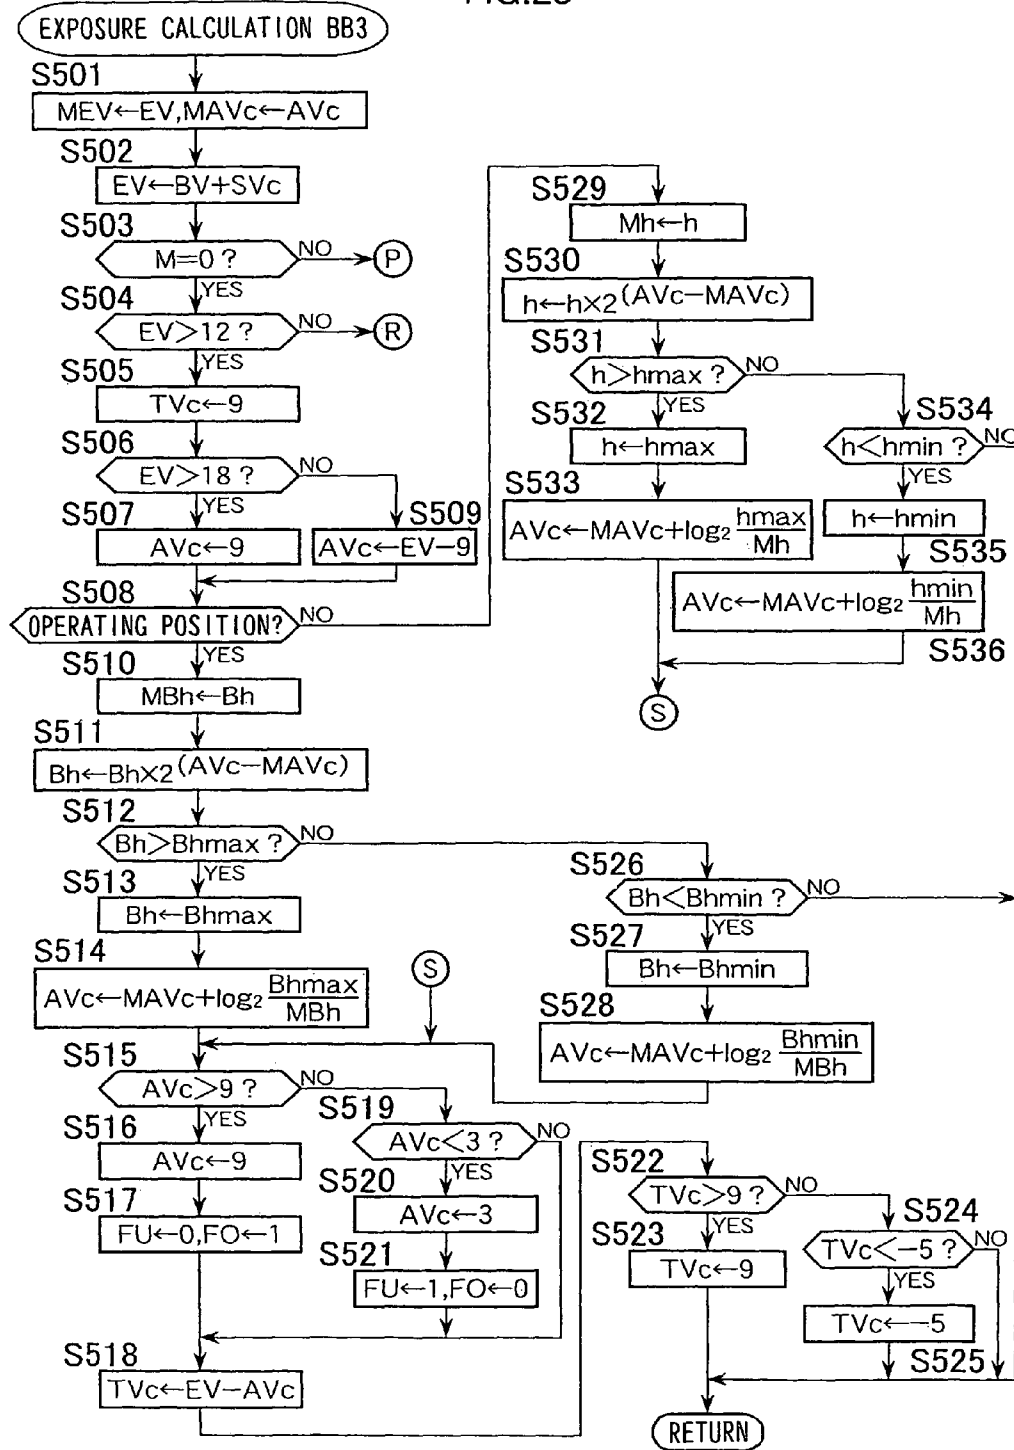 EXPOSURE CALCULATION BB3
S501
MEV←EV,MAVc←AVc
S502
EV←BV+SVc
S503
M=0 ?
NO
P
YES
S504
EV>12 ?
NO
R
YES
S505
TVc←9
S506
EV>18 ?
NO
YES
S507
AVc←9
S509
AVc←EV−9
S508
OPERATING POSITION?
NO
YES
S510
MBh←Bh
S511
Bh←Bh×2(AVc−MAVc)
S512
Bh>Bhmax ?
NO
YES
S513
Bh←Bhmax
S514
AVc←MAVc+log2 Bhmax
MBh
S
S515
AVc>9 ?
NO
YES
S516
AVc←9
S517
FU←0,FO←1
S519
AVc<3 ?
NO
YES
S520
AVc←3
S521
FU←1,FO←0
S518
TVc←EV−AVc
S529
Mh←h
S530
h←h×2(AVc−MAVc)
S531
h>hmax ?
NO
YES
S532
h←hmax
S533
AVc←MAVc+log2 hmax
Mh
S534
h<hmin ?
NO
YES
h←hmin
S535
AVc←MAVc+log2 hmin
Mh
S536
S
S526
Bh<Bhmin ?
NO
YES
S527
Bh←Bhmin
S528
AVc←MAVc+log2 Bhmin
MBh
S522
TVc>9 ?
NO
YES
S523
TVc←9
S524
TVc<−5 ?
NO
YES
TVc←−5
S525
RETURN